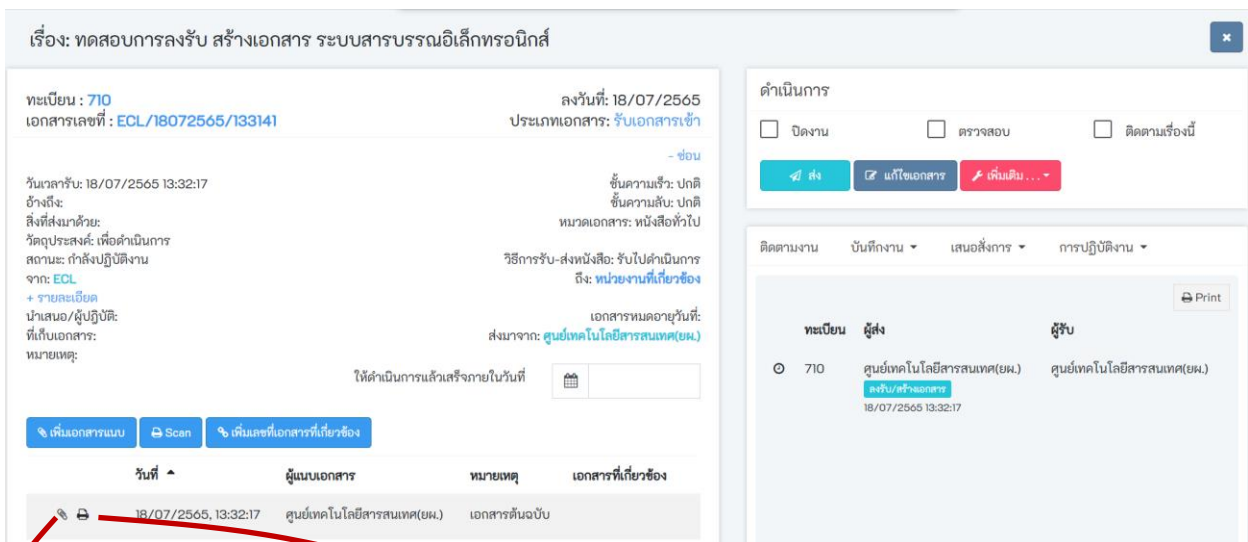 เรื่อง: ทดสอบการลงรับ สร้างเอกสาร ระบบสารบรรณอิเล็กทรอนิกส์
ทะเบียน : 710
ลงวันที่: 18/07/2565
เอกสารเลขที่ : ECL/18072565/133141
ประเภทเอกสาร: รับเอกสารเข้า
- ซ่อน
วันเวลารับ: 18/07/2565 13:32:17
ชั้นความเร็ว: ปกติ
อ้างถึง:
ชั้นความลับ: ปกติ
สิ่งที่ส่งมาด้วย:
หมวดเอกสาร: หนังสือทั่วไป
วัตถุประสงค์: เพื่อดำเนินการ
สถานะ: กำลังปฏิบัติงาน
วิธีการรับ-ส่งหนังสือ: รับไปดำเนินการ
จาก: ECL
ถึง: หน่วยงานที่เกี่ยวข้อง
+ รายละเอียด
นำเสนอ/ผู้ปฏิบัติ:
เอกสารหมดอายุวันที่:
ที่เก็บเอกสาร:
ส่งมาจาก: ศูนย์เทคโนโลยีสารสนเทศ(ยผ.)
หมายเหตุ:
ให้ดำเนินการแล้วเสร็จภายในวันที่
เพิ่มเอกสารแนบ Scan เพิ่มเลขที่เอกสารที่เกี่ยวข้อง
วันที่ ผู้แนบเอกสาร หมายเหตุ เอกสารที่เกี่ยวข้อง
18/07/2565, 13:32:17 ศูนย์เทคโนโลยีสารสนเทศ(ยผ.) เอกสารต้นฉบับ
ดำเนินการ
ปิดงาน ตรวจสอบ ติดตามเรื่องนี้
ส่ง แก้ไขเอกสาร เพิ่มเติม...
ติดตามงาน บันทึกงาน เสนอสั่งการ การปฏิบัติงาน
Print
ทะเบียน ผู้ส่ง ผู้รับ
710 ศูนย์เทคโนโลยีสารสนเทศ(ยผ.) ศูนย์เทคโนโลยีสารสนเทศ(ยผ.)
ลงรับ/สร้างเอกสาร
18/07/2565 13:32:17